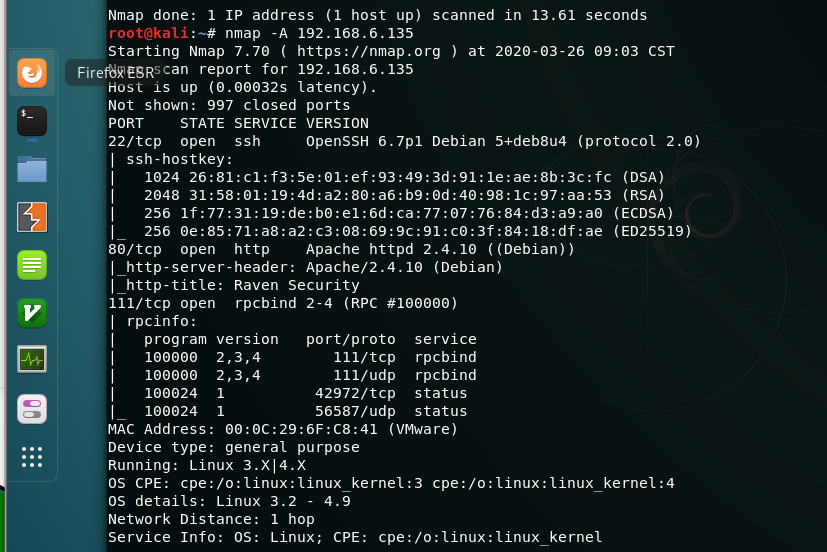 Nmap done: 1 IP address (1 host up) scanned in 13.61 seconds
root@kali:~# nmap -A 192.168.6.135
Starting Nmap 7.70 ( https://nmap.org ) at 2020-03-26 09:03 CST
Firefox ESR
Nmap scan report for 192.168.6.135
Host is up (0.00032s latency).
Not shown: 997 closed ports
PORT    STATE SERVICE VERSION
22/tcp  open  ssh     OpenSSH 6.7p1 Debian 5+deb8u4 (protocol 2.0)
| ssh-hostkey:
|   1024 26:81:c1:f3:5e:01:ef:93:49:3d:91:1e:ae:8b:3c:fc (DSA)
|   2048 31:58:01:19:4d:a2:80:a6:b9:0d:40:98:1c:97:aa:53 (RSA)
|   256 1f:77:31:19:de:b0:e1:6d:ca:77:07:76:84:d3:a9:a0 (ECDSA)
|_  256 0e:85:71:a8:a2:c3:08:69:9c:91:c0:3f:84:18:df:ae (ED25519)
80/tcp  open  http    Apache httpd 2.4.10 ((Debian))
|_http-server-header: Apache/2.4.10 (Debian)
|_http-title: Raven Security
111/tcp open  rpcbind 2-4 (RPC #100000)
| rpcinfo:
|   program version   port/proto  service
|   100000  2,3,4        111/tcp  rpcbind
|   100000  2,3,4        111/udp  rpcbind
|   100024  1          42972/tcp  status
|_  100024  1          56587/udp  status
MAC Address: 00:0C:29:6F:C8:41 (VMware)
Device type: general purpose
Running: Linux 3.X|4.X
OS CPE: cpe:/o:linux:linux_kernel:3 cpe:/o:linux:linux_kernel:4
OS details: Linux 3.2 - 4.9
Network Distance: 1 hop
Service Info: OS: Linux; CPE: cpe:/o:linux:linux_kernel